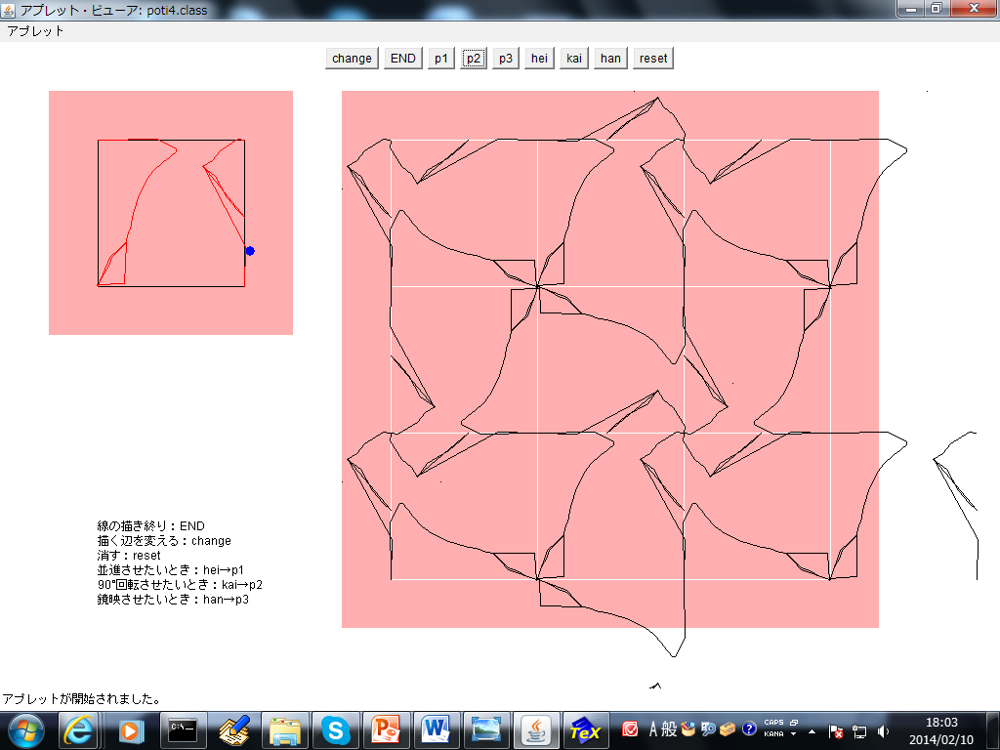 アプレット・ビューア: poti4.class
アプレット
change END p1 p2 p3 hei kai han reset
線の描き終り：END
描く辺を変える：change
消す：reset
並進させたいとき：hei→p1
90°回転させたいとき：kai→p2
鏡映させたいとき：han→p3
アプレットが開始されました。
C:\_
TeX
A 般
CAPS
KANA
18:03
2014/02/10